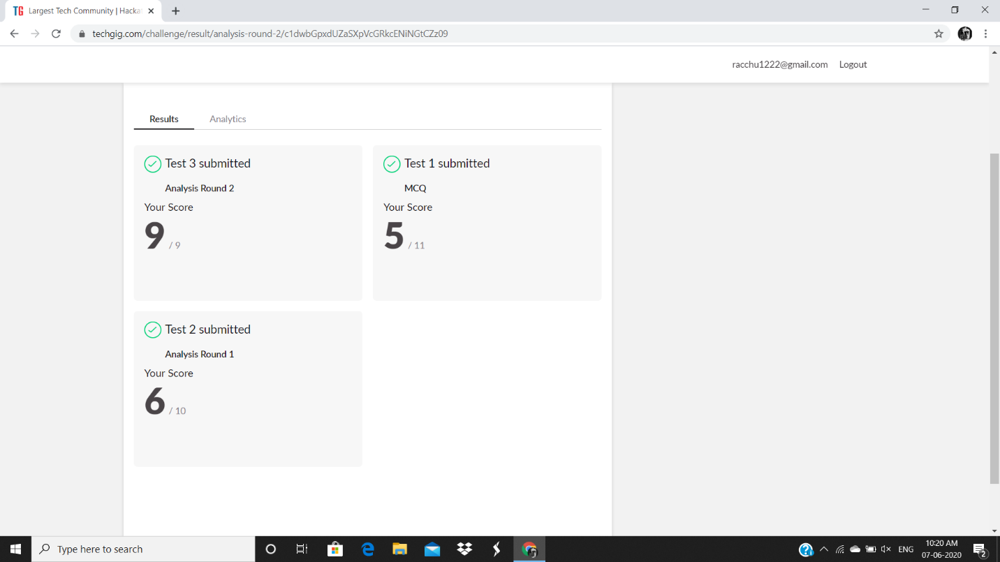 TG Largest Tech Community | Hacka
techgig.com/challenge/result/analysis-round-2/c1dwbGpxdUZaSXpVcGRkcENiNGtCZz09
racchu1222@gmail.com Logout
Results Analytics
Test 3 submitted
Analysis Round 2
Your Score
9 / 9
Test 1 submitted
MCQ
Your Score
5 / 11
Test 2 submitted
Analysis Round 1
Your Score
6 / 10
Type here to search
ENG
10:20 AM
07-06-2020
2